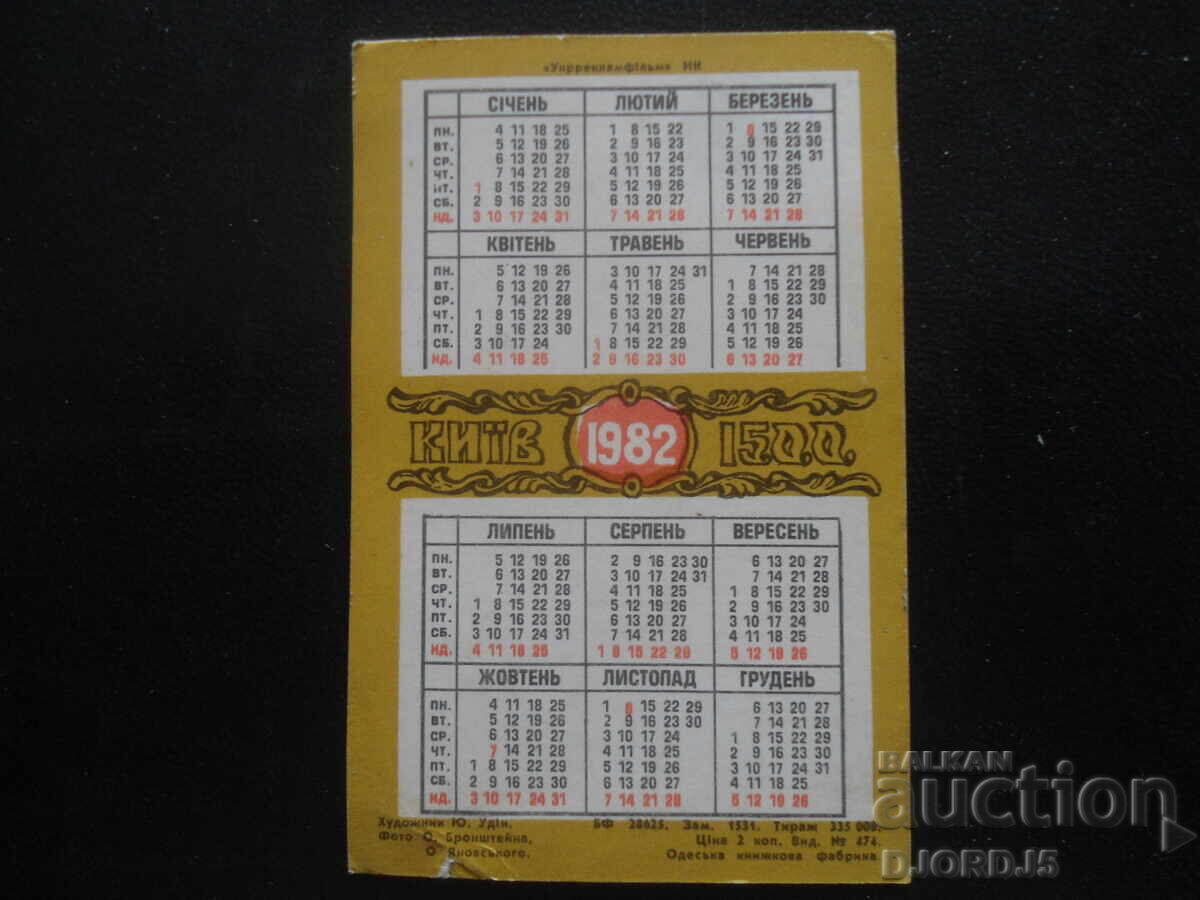 «Укррекламфільм» НК
СІЧЕНЬ ЛЮТИЙ БЕРЕЗЕНЬ
ПН. 4 11 18 25 1 8 15 22 1 8 15 22 29
ВТ. 5 12 19 26 2 9 16 23 2 9 16 23 30
СР. 6 13 20 27 3 10 17 24 3 10 17 24 31
ЧТ. 7 14 21 28 4 11 18 25 4 11 18 25
ПТ. 1 8 15 22 29 5 12 19 26 5 12 19 26
СБ. 2 9 16 23 30 6 13 20 27 6 13 20 27
НД. 3 10 17 24 31 7 14 21 28 7 14 21 28
КВІТЕНЬ ТРАВЕНЬ ЧЕРВЕНЬ
ПН. 5 12 19 26 3 10 17 24 31 7 14 21 28
ВТ. 6 13 20 27 4 11 18 25 1 8 15 22 29
СР. 7 14 21 28 5 12 19 26 2 9 16 23 30
ЧТ. 1 8 15 22 29 6 13 20 27 3 10 17 24
ПТ. 2 9 16 23 30 7 14 21 28 4 11 18 25
СБ. 3 10 17 24 1 8 15 22 29 5 12 19 26
НД. 4 11 18 25 2 9 16 23 30 6 13 20 27
КИЇВ 1982 1500
ЛИПЕНЬ СЕРПЕНЬ ВЕРЕСЕНЬ
ПН. 5 12 19 26 2 9 16 23 30 6 13 20 27
ВТ. 6 13 20 27 3 10 17 24 31 7 14 21 28
СР. 7 14 21 28 4 11 18 25 1 8 15 22 29
ЧТ. 1 8 15 22 29 5 12 19 26 2 9 16 23 30
ПТ. 2 9 16 23 30 6 13 20 27 3 10 17 24
СБ. 3 10 17 24 31 7 14 21 28 4 11 18 25
НД. 4 11 18 25 1 8 15 22 29 5 12 19 26
ЖОВТЕНЬ ЛИСТОПАД ГРУДЕНЬ
ПН. 4 11 18 25 1 8 15 22 29 6 13 20 27
ВТ. 5 12 19 26 2 9 16 23 30 7 14 21 28
СР. 6 13 20 27 3 10 17 24 1 8 15 22 29
ЧТ. 7 14 21 28 4 11 18 25 2 9 16 23 30
ПТ. 1 8 15 22 29 5 12 19 26 3 10 17 24 31
СБ. 2 9 16 23 30 6 13 20 27 4 11 18 25
НД. 3 10 17 24 31 7 14 21 28 5 12 19 26
Художник Ю. Удін. БФ 28625. Зам. 1531. Тираж 335 000.
Фото О. Бронштейна, Ціна 2 коп. Вид. № 474.
О. Яновського. Одеська книжкова фабрика.
BALKAN
auction
DJORDJ5